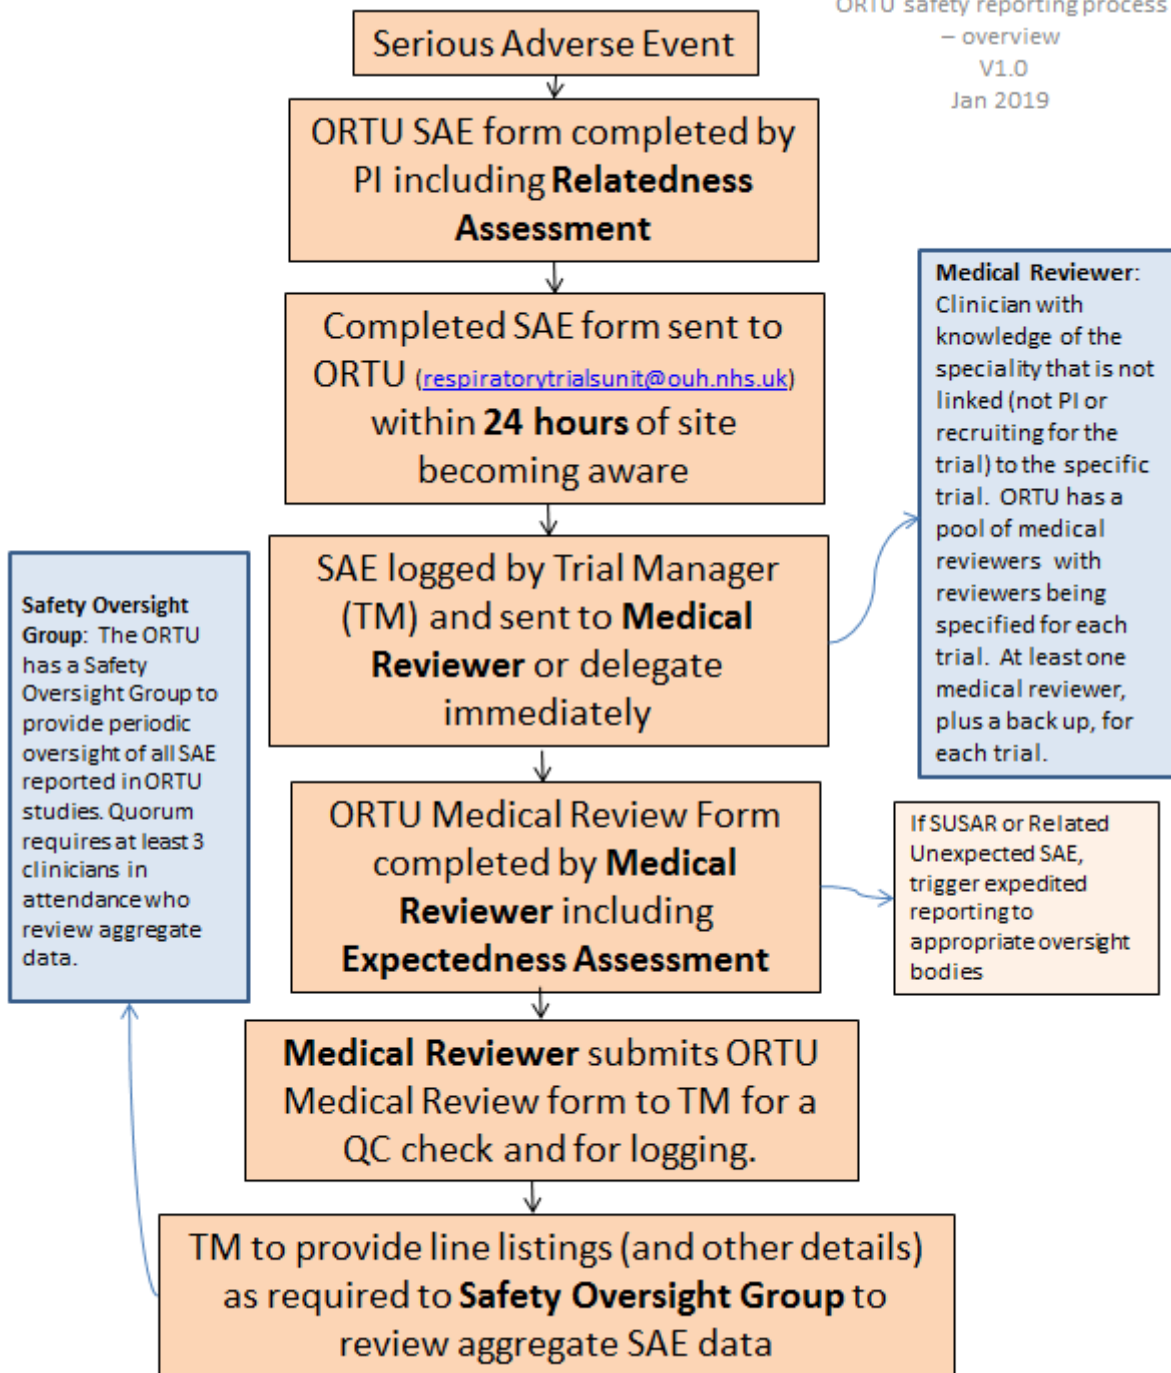 ORTU safety reporting process
– overview
V1.0
Jan 2019
Serious Adverse Event
ORTU SAE form completed by
PI including Relatedness
Assessment
Completed SAE form sent to
ORTU (respiratorytrialsunit@ouh.nhs.uk)
within 24 hours of site
becoming aware
Medical Reviewer:
Clinician with
knowledge of the
speciality that is not
linked (not PI or
recruiting for the
trial) to the specific
trial. ORTU has a
pool of medical
reviewers with
reviewers being
specified for each
trial. At least one
medical reviewer,
plus a back up, for
each trial.
SAE logged by Trial Manager
(TM) and sent to Medical
Reviewer or delegate
immediately
Safety Oversight
Group: The ORTU
has a Safety
Oversight Group to
provide periodic
oversight of all SAE
reported in ORTU
studies. Quorum
requires at least 3
clinicians in
attendance who
review aggregate
data.
ORTU Medical Review Form
completed by Medical
Reviewer including
Expectedness Assessment
If SUSAR or Related
Unexpected SAE,
trigger expedited
reporting to
appropriate oversight
bodies
Medical Reviewer submits ORTU
Medical Review form to TM for a
QC check and for logging.
TM to provide line listings (and other details)
as required to Safety Oversight Group to
review aggregate SAE data